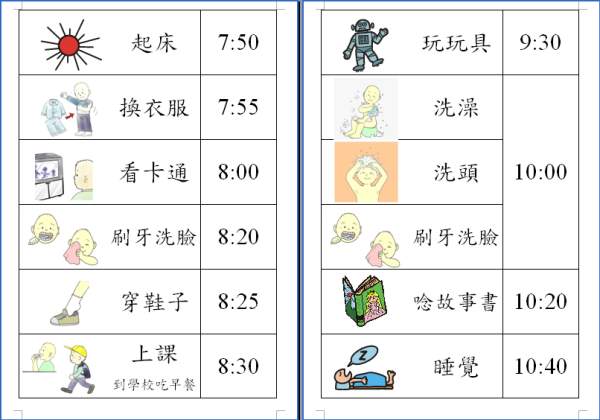 起床 7:50
換衣服 7:55
看卡通 8:00
刷牙洗臉 8:20
穿鞋子 8:25
上課 8:30
到學校吃早餐
玩玩具 9:30
洗澡
洗頭 10:00
刷牙洗臉
唸故事書 10:20
Z
睡覺 10:40